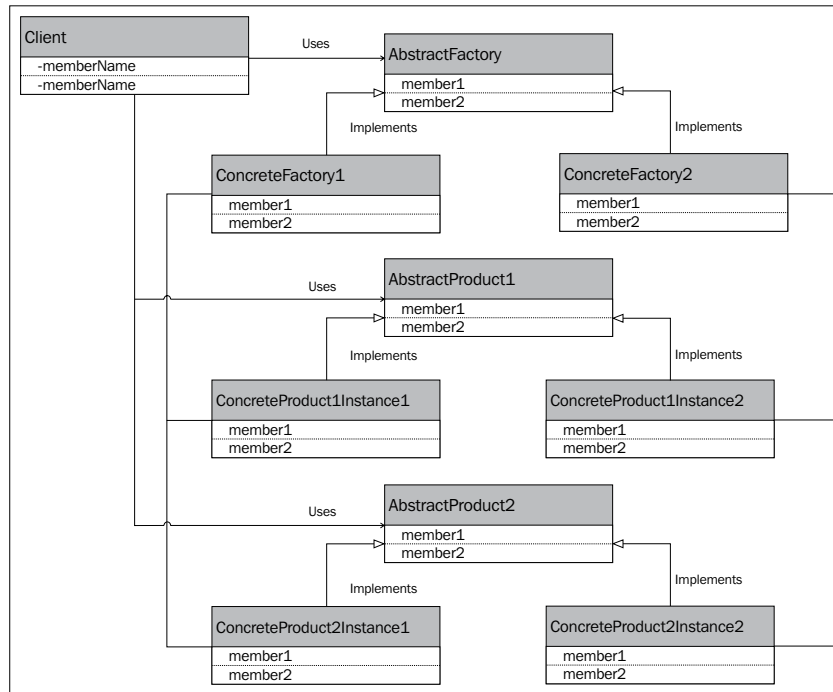 Client
-memberName
-memberName
Uses
AbstractFactory
member1
member2
Implements
Implements
ConcreteFactory1
member1
member2
ConcreteFactory2
member1
member2
Uses
AbstractProduct1
member1
member2
Implements
Implements
ConcreteProduct1Instance1
member1
member2
ConcreteProduct1Instance2
member1
member2
Uses
AbstractProduct2
member1
member2
Implements
Implements
ConcreteProduct2Instance1
member1
member2
ConcreteProduct2Instance2
member1
member2